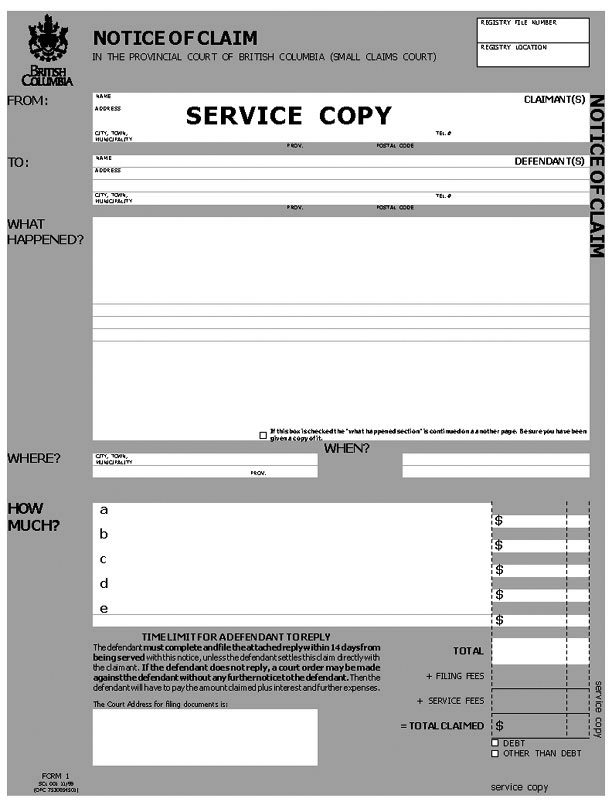 BRITISH
COLUMBIA
NOTICE OF CLAIM
IN THE PROVINCIAL COURT OF BRITISH COLUMBIA (SMALL CLAIMS COURT)
REGISTRY FILE NUMBER
REGISTRY LOCATION
FROM:
NAME
CLAIMANT(S)
ADDRESS
SERVICE COPY
CITY, TOWN,
MUNICIPALITY
TEL.#
PROV.
POSTAL CODE
NOTICE OF CLAIM
TO:
NAME
DEFENDANT(S)
ADDRESS
CITY, TOWN,
MUNICIPALITY
TEL.#
PROV.
POSTAL CODE
WHAT
HAPPENED?
If this box is checked the "what happened section" is continued on a another page. Be sure you have been
given a copy of it.
WHERE?
CITY, TOWN,
MUNICIPALITY
PROV.
WHEN?
HOW
MUCH?
a
$
b
$
c
$
d
$
e
$
TIME LIMIT FOR A DEFENDANT TO REPLY
The defendant must complete and file the attached reply within 14 days from
being served with this notice, unless the defendant settles this claim directly with
the claimant. If the defendant does not reply, a court order may be made
against the defendant without any further notice to the defendant. Then the
defendant will have to pay the amount claimed plus interest and further expenses.
The Court Address for filing documents is:
TOTAL
+ FILING FEES
+ SERVICE FEES
= TOTAL CLAIMED $
DEBT
OTHER THAN DEBT
service copy
FORM 1
service copy